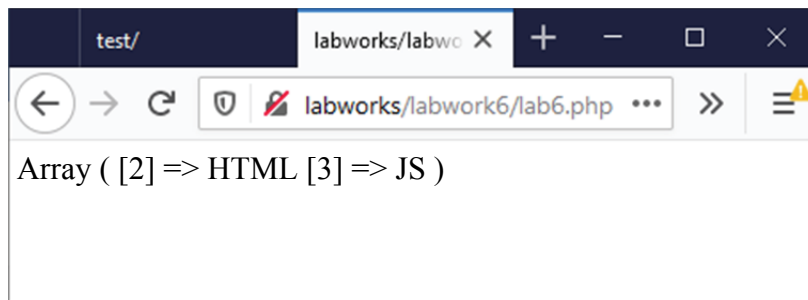 test/
labworks/labwo
labworks/labwork6/lab6.php
Array ( [2] => HTML [3] => JS )